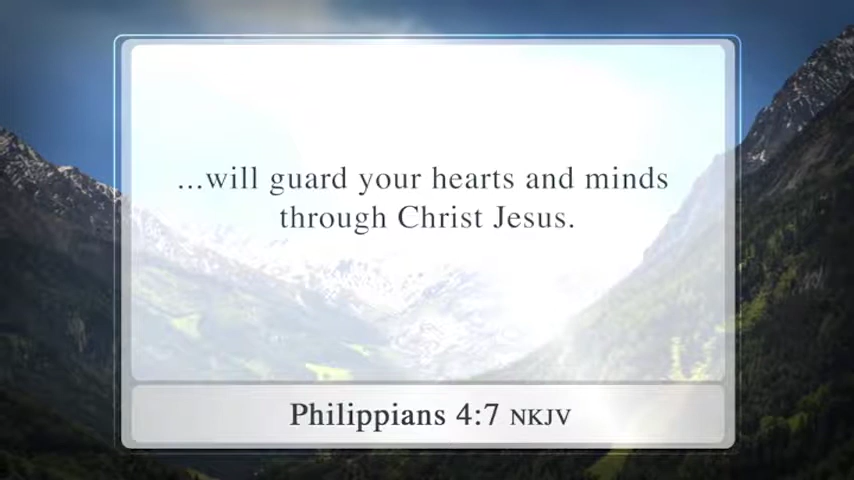 ...will guard your hearts and minds
through Christ Jesus.
Philippians 4:7 NKJV